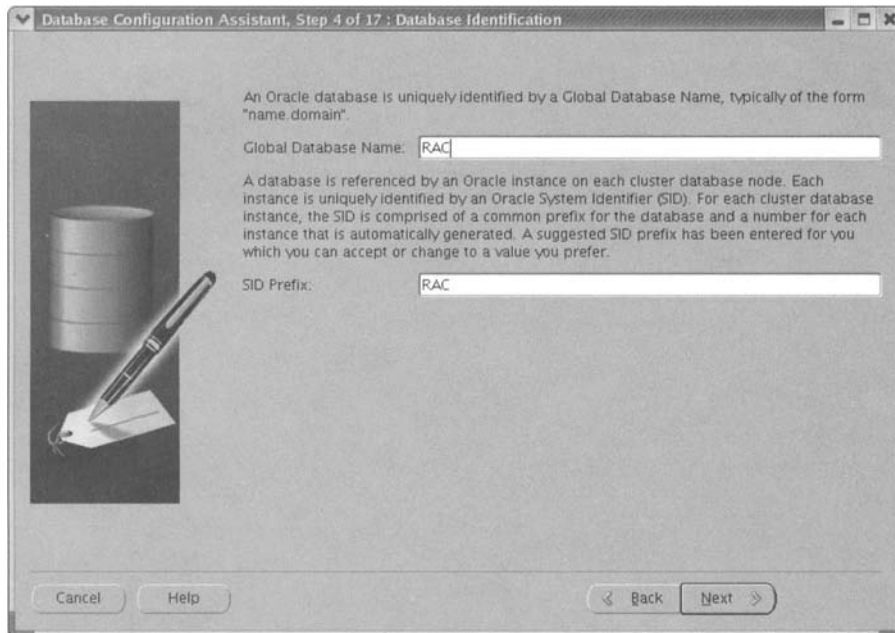 Database Configuration Assistant, Step 4 of 17 : Database Identification
An Oracle database is uniquely identified by a Global Database Name, typically of the form
"name.domain".
Global Database Name: RAC
A database is referenced by an Oracle instance on each cluster database node. Each
instance is uniquely identified by an Oracle System Identifier (SID). For each cluster database
instance, the SID is comprised of a common prefix for the database and a number for each
instance that is automatically generated. A suggested SID prefix has been entered for you
which you can accept or change to a value you prefer.
SID Prefix: RAC
Cancel Help Back Next